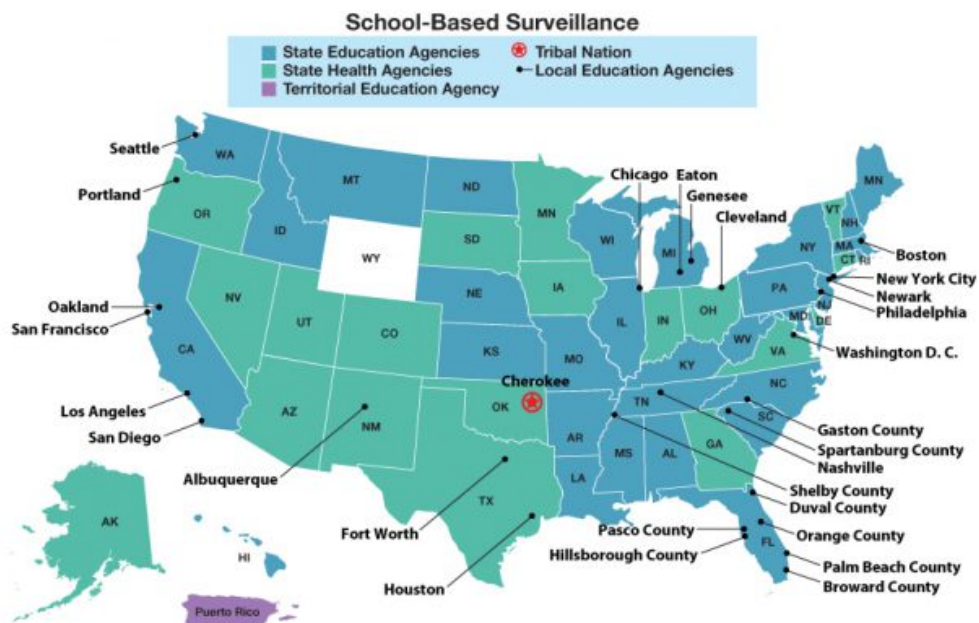 School-Based Surveillance
State Education Agencies
Tribal Nation
State Health Agencies
Local Education Agencies
Territorial Education Agency
Seattle
WA
Portland
OR
MT
ND
ID
WY
SD
MN
WI
MI
Chicago
Eaton
Genesee
Cleveland
MN
VT
NH
NY
MA
CT
RI
Boston
New York City
Newark
Philadelphia
PA
NJ
MD
DE
Washington D. C.
Oakland
San Francisco
NV
UT
CO
NE
IA
IL
IN
OH
WV
VA
CA
KS
MO
KY
Cherokee
OK
TN
NC
SC
Los Angeles
San Diego
AZ
NM
Albuquerque
AR
MS
AL
GA
LA
TX
Gaston County
Spartanburg County
Nashville
Shelby County
Duval County
Fort Worth
Houston
Pasco County
Hillsborough County
FL
Orange County
Palm Beach County
Broward County
AK
HI
Puerto Rico